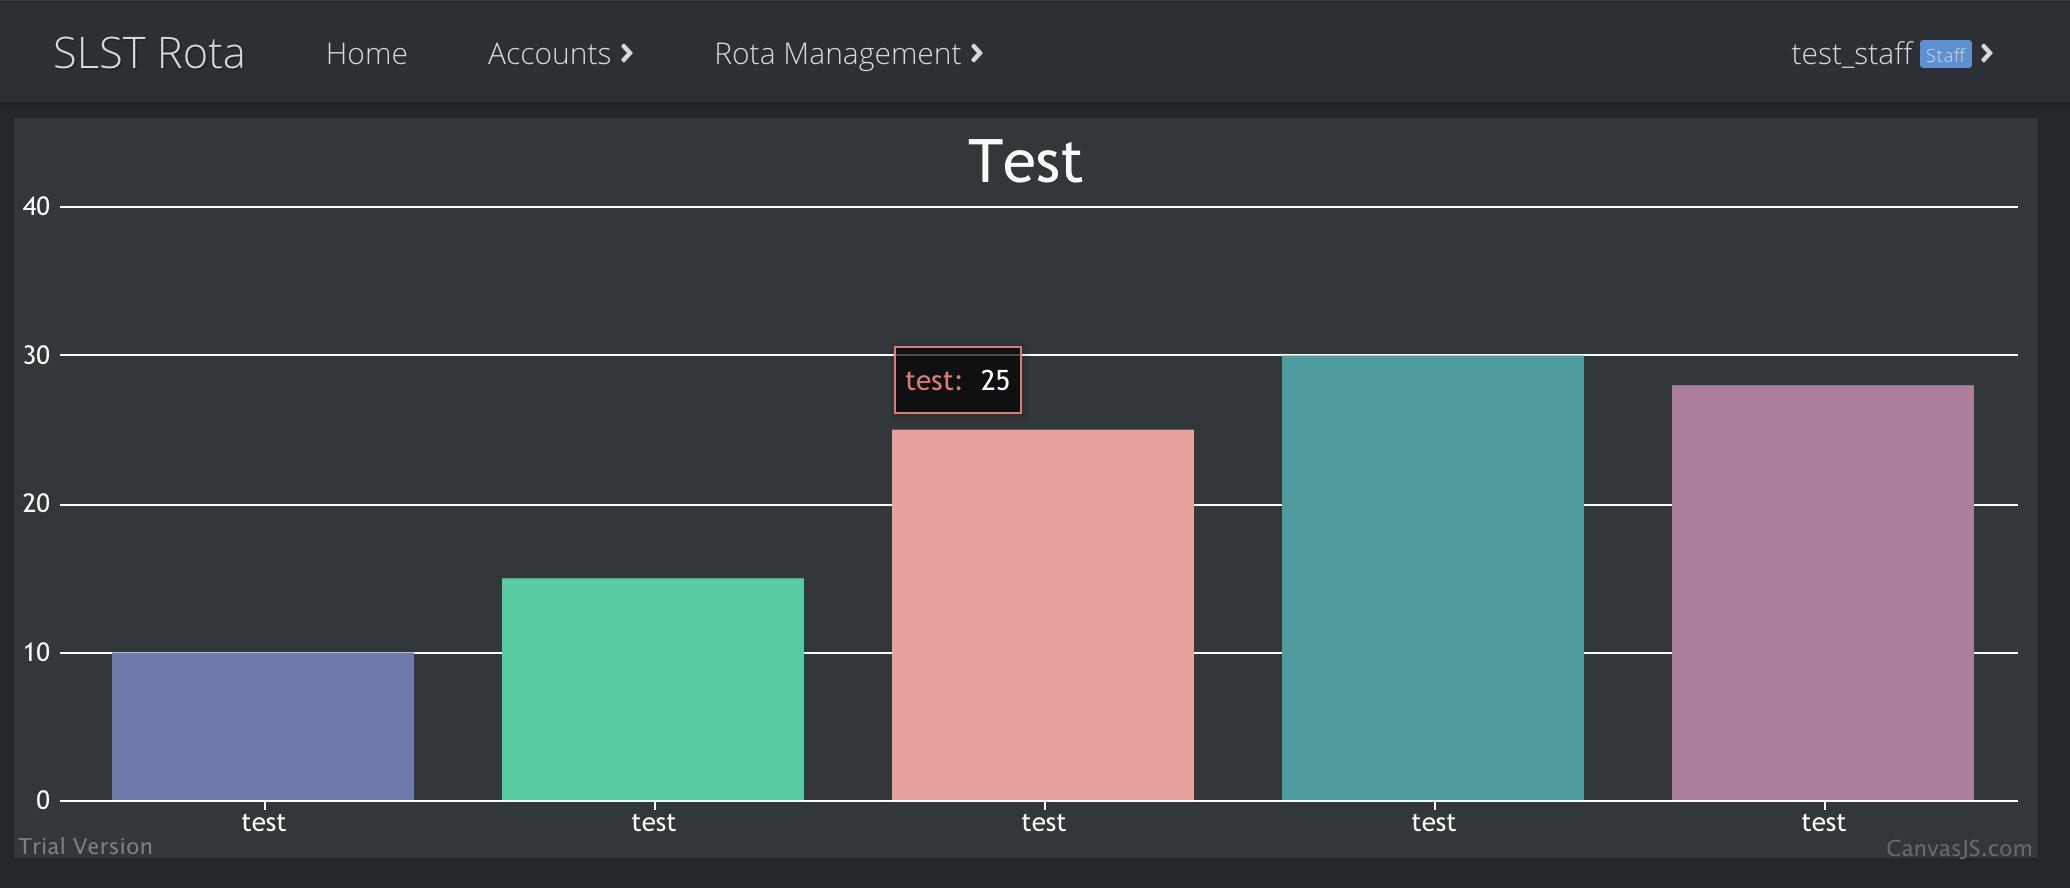 SLST Rota Home Accounts Rota Management test_staff Staff
Test
40
30
test: 25
20
10
0
test test test test test
Trial Version CanvasJS.com